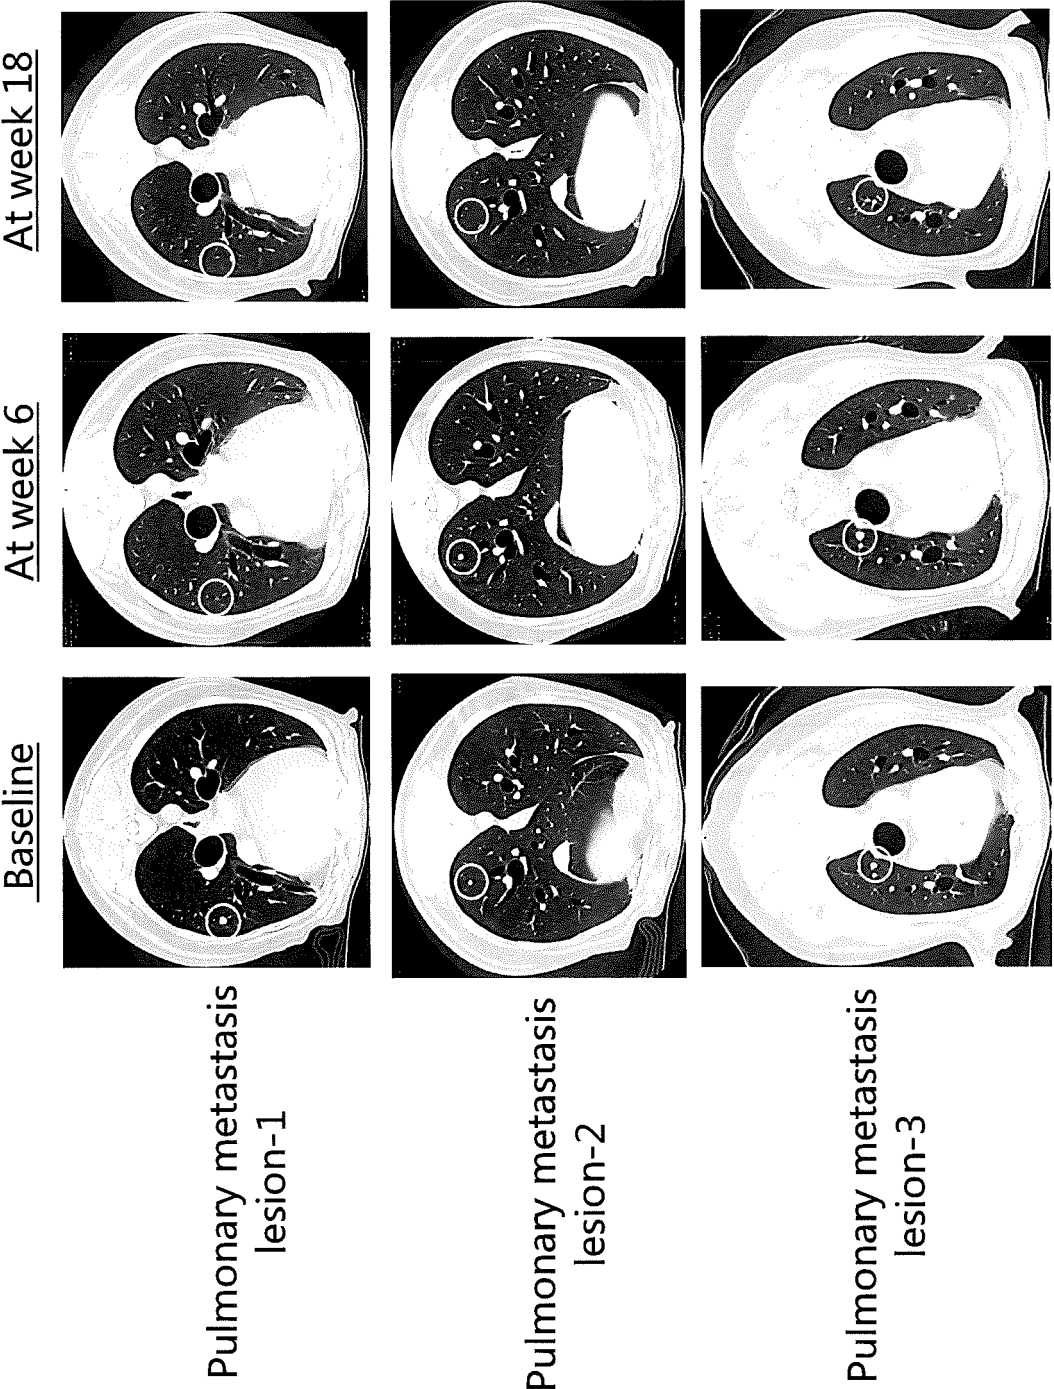 Baseline
At week 6
At week 18
Pulmonary metastasis
lesion-1
Pulmonary metastasis
lesion-2
Pulmonary metastasis
lesion-3